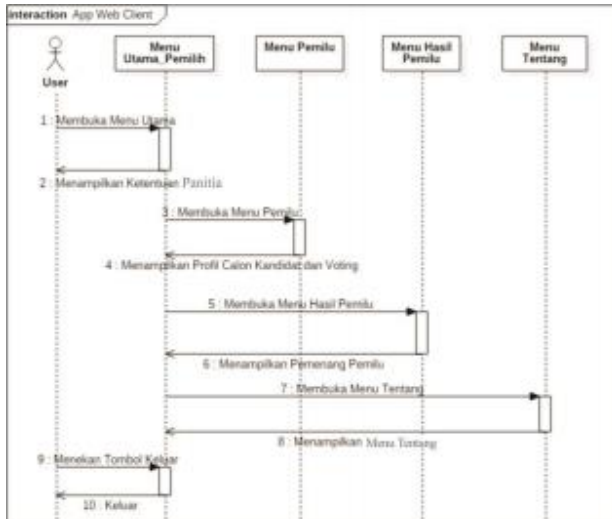 interaction App Web Client
User
Menu
Utama_Pemilih
Menu Pemilu
Menu Hasil
Pemilu
Menu
Tentang
1 : Membuka Menu Utama
2 : Menampilkan Ketentuan Panitia
3 : Membuka Menu Pemilu
4 : Menampilkan Profil Calon Kandidat dan Voting
5 : Membuka Menu Hasil Pemilu
6 : Menampilkan Pemenang Pemilu
7 : Membuka Menu Tentang
8 : Menampilkan Menu Tentang
9 : Menekan Tombol Keluar
10 : Keluar